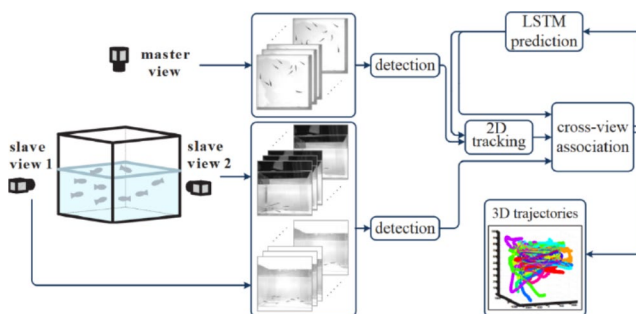 master
view
slave
view 1
slave
view 2
detection
detection
LSTM
prediction
2D
tracking
cross-view
association
3D trajectories